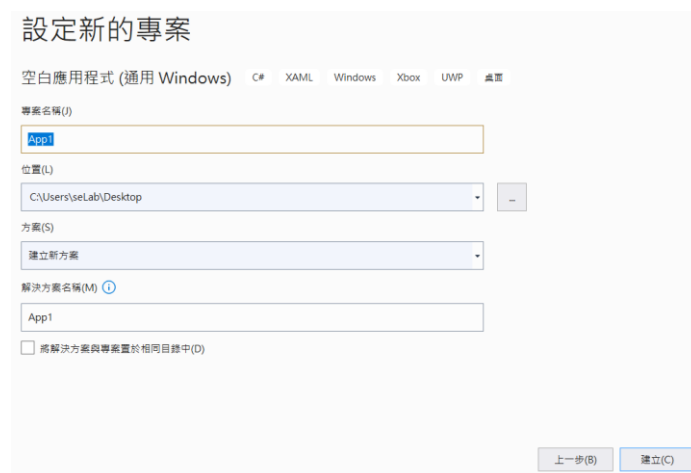 設定新的專案
空白應用程式 (通用 Windows) C# XAML Windows Xbox UWP 桌面
專案名稱(J)
App1
位置(L)
C:\Users\seLab\Desktop
...
方案(S)
建立新方案
解決方案名稱(M)
App1
將解決方案與專案置於相同目錄中(D)
上一步(B) 建立(C)